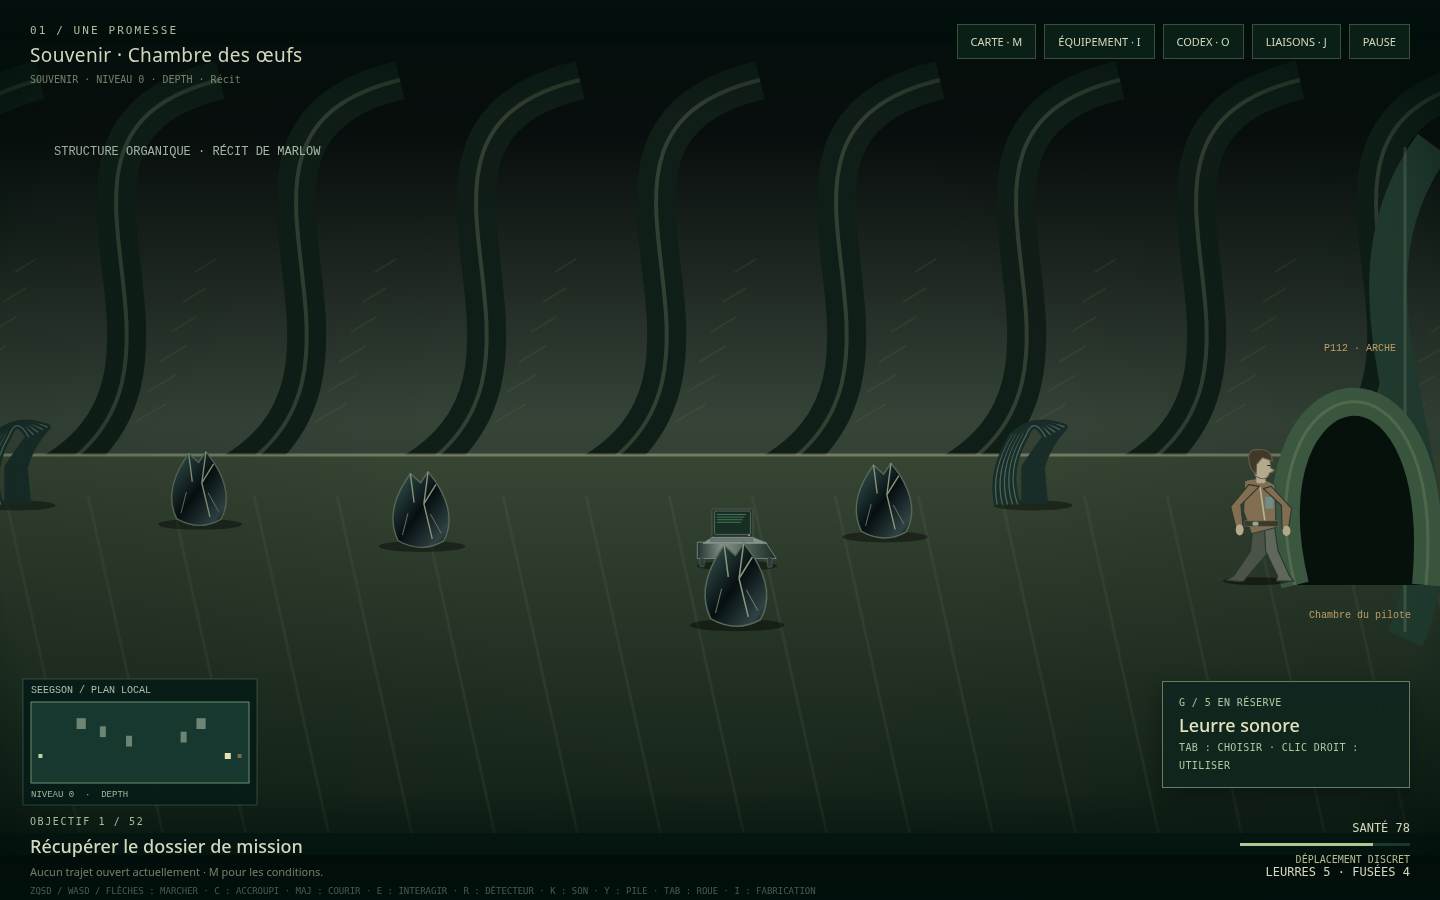 01 / UNE PROMESSE
Souvenir · Chambre des œufs
SOUVENIR · NIVEAU 0 · DEPTH · Récit
CARTE · M
ÉQUIPEMENT · I
CODEX · O
LIAISONS · J
PAUSE
STRUCTURE ORGANIQUE · RÉCIT DE MARLOW
P112 · ARCHE
Chambre du pilote
SEEGSON / PLAN LOCAL
NIVEAU 0 · DEPTH
G / 5 EN RÉSERVE
Leurre sonore
TAB : CHOISIR · CLIC DROIT :
UTILISER
OBJECTIF 1 / 52
Récupérer le dossier de mission
Aucun trajet ouvert actuellement · M pour les conditions.
ZQSD / WASD / FLÈCHES : MARCHER · C : ACCROUPI · MAJ : COURIR · E : INTERAGIR · R : DÉTECTEUR · K : SON · Y : PILE · TAB : ROUE · I : FABRICATION
SANTÉ 78
DÉPLACEMENT DISCRET
LEURRES 5 · FUSÉES 4